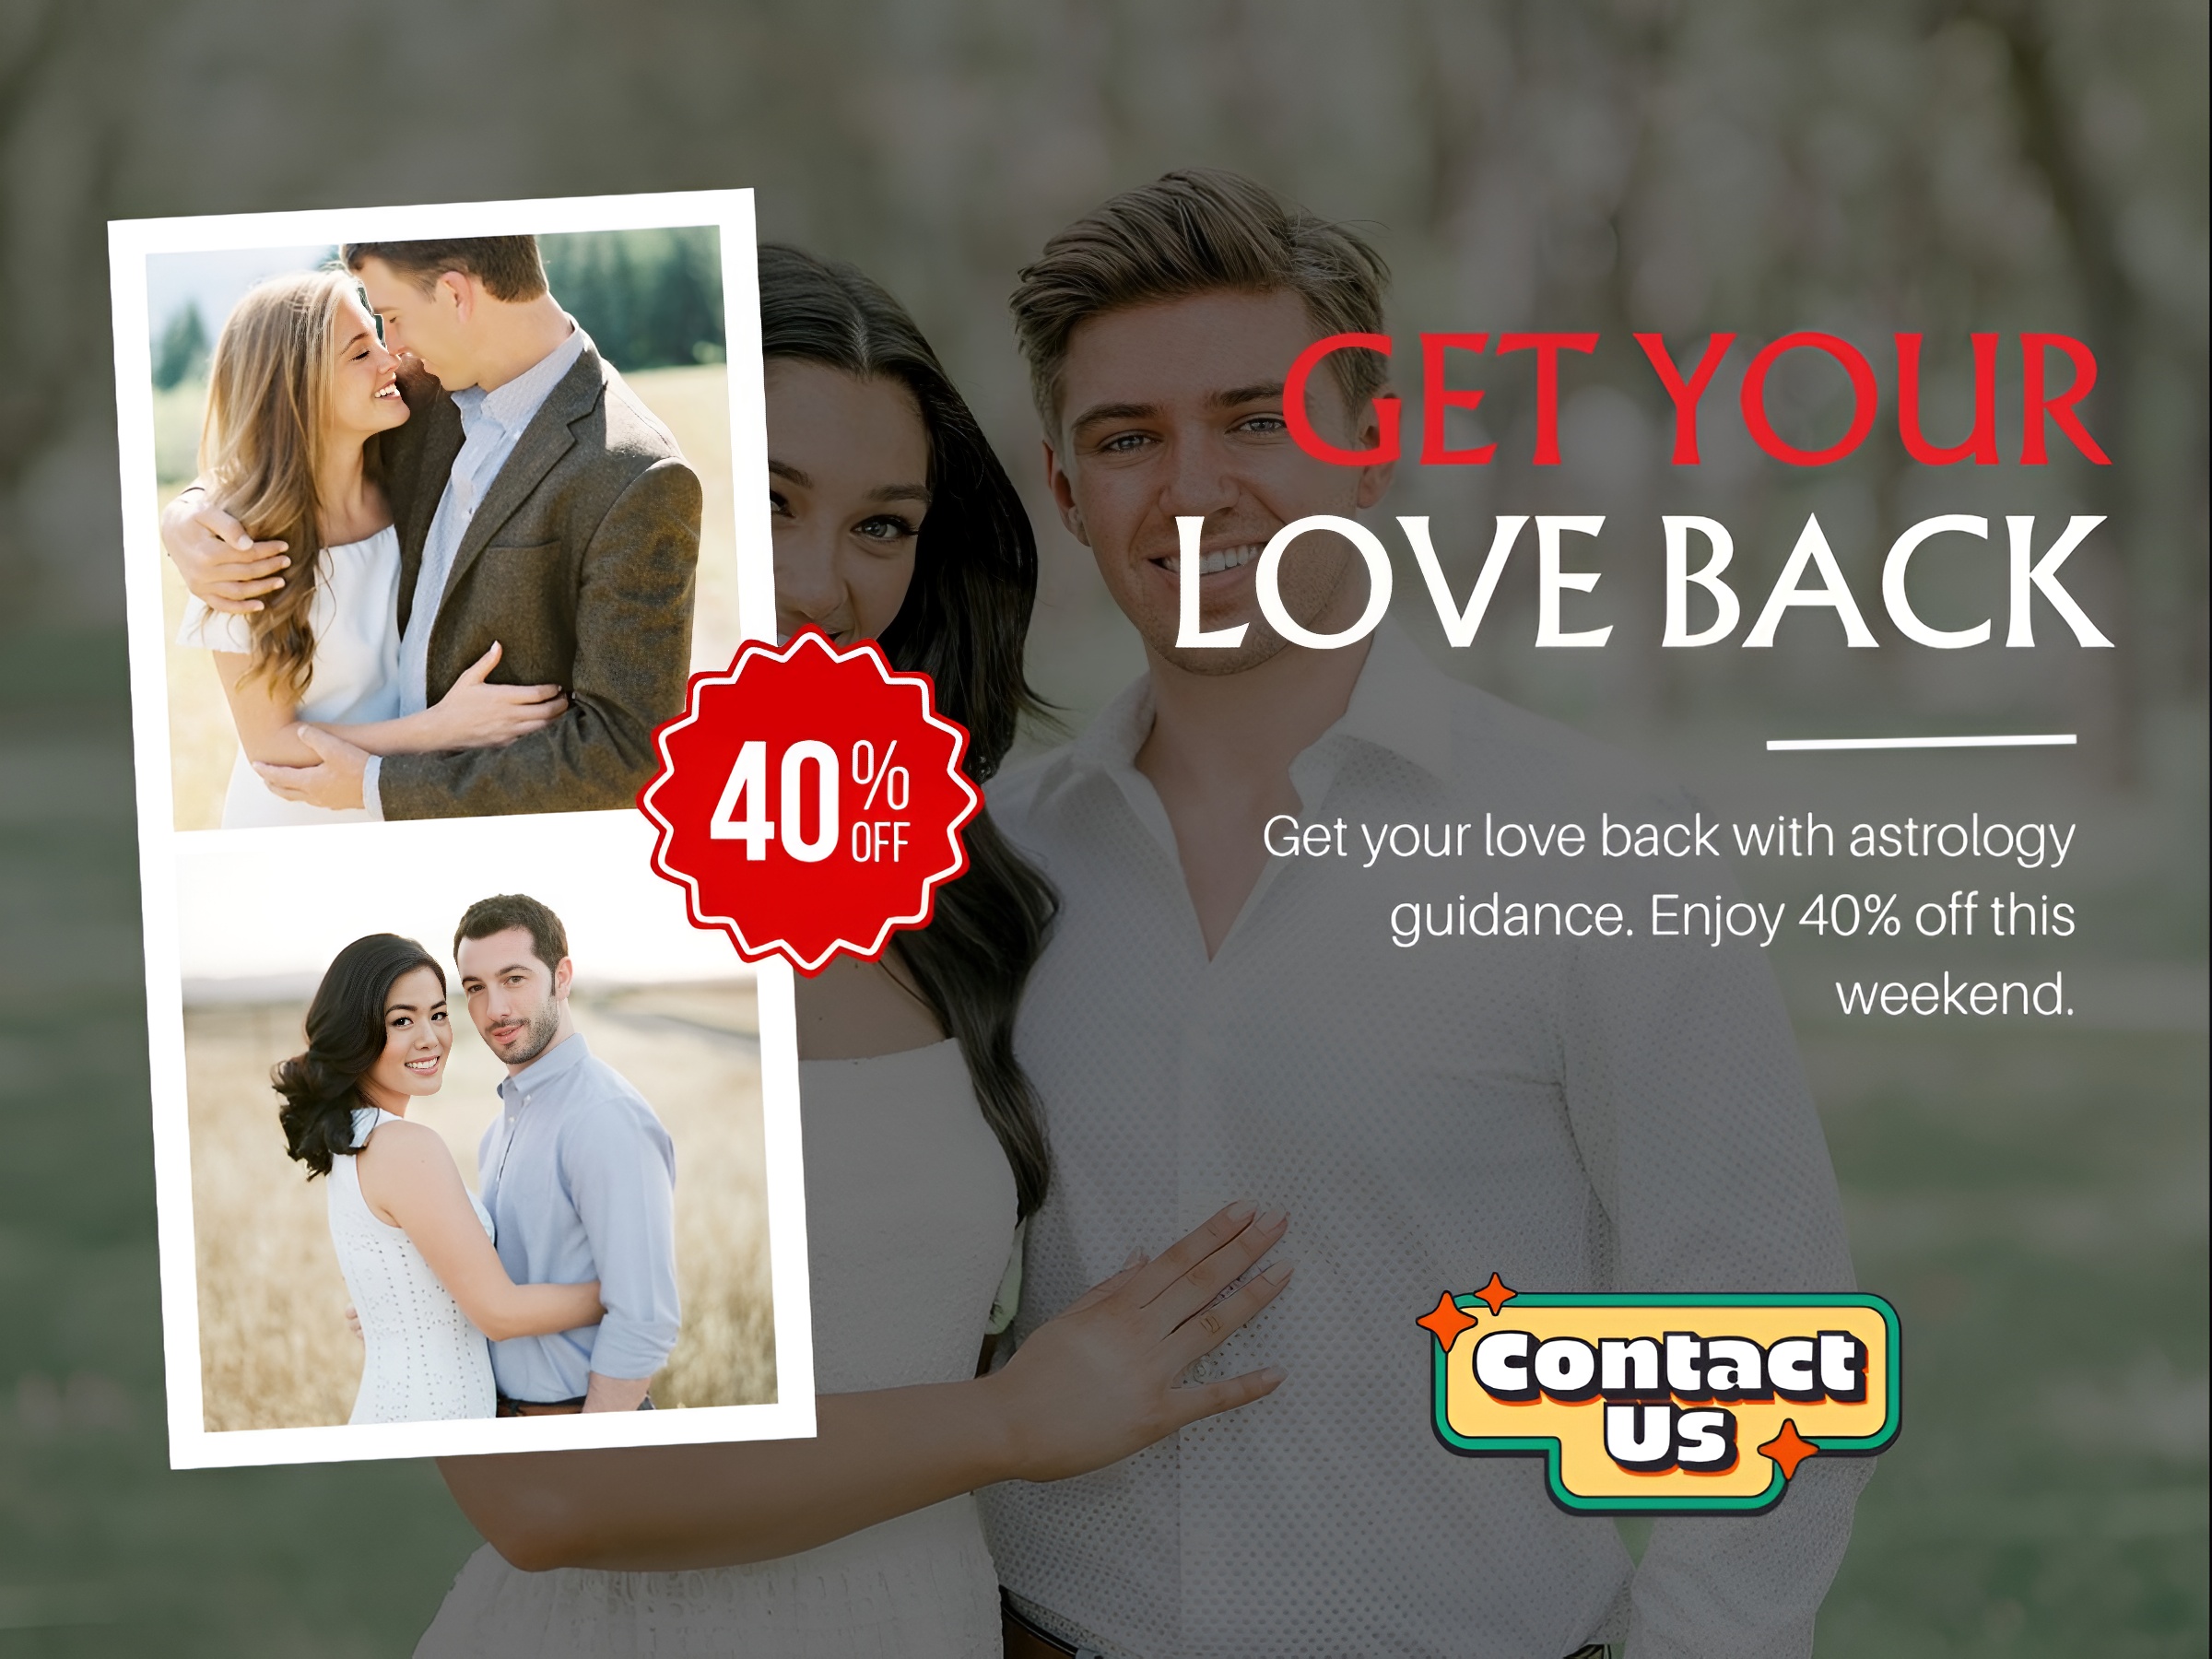 GET YOUR
LOVE BACK
40% OFF
Get your love back with astrology
guidance. Enjoy 40% off this
weekend.
Contact
Us